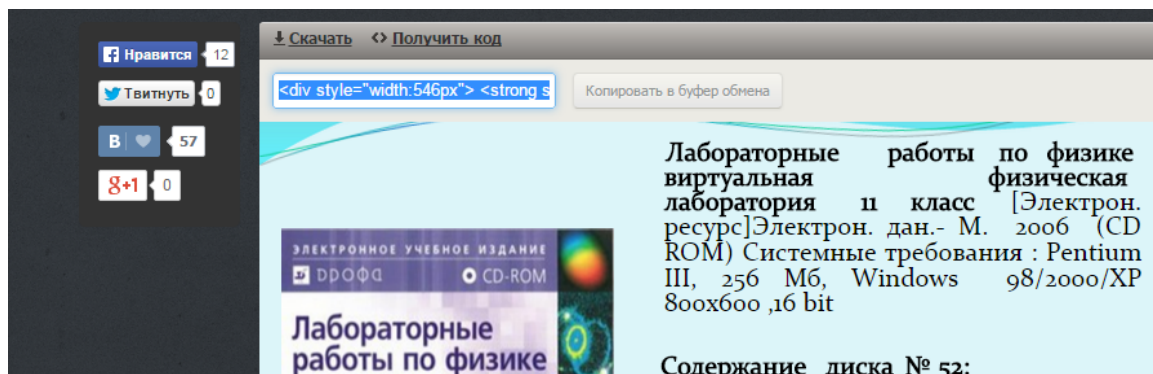 Скачать <> Получить код
Нравится 12
<div style="width:546px"> <strong s
Копировать в буфер обмена
Твитнуть 0
B 57
g+1 0
Лабораторные работы по физике
виртуальная физическая
лаборатория 11 класс [Электрон.
ресурс]Электрон. дан.- М. 2006 (CD
ROM) Системные требования : Pentium
III, 256 Мб, Windows 98/2000/XP
800x600 ,16 bit
ЭЛЕКТРОННОЕ УЧЕБНОЕ ИЗДАНИЕ
дрофа CD-ROM
Лабораторные
работы по физике
Содержание диска № 52: